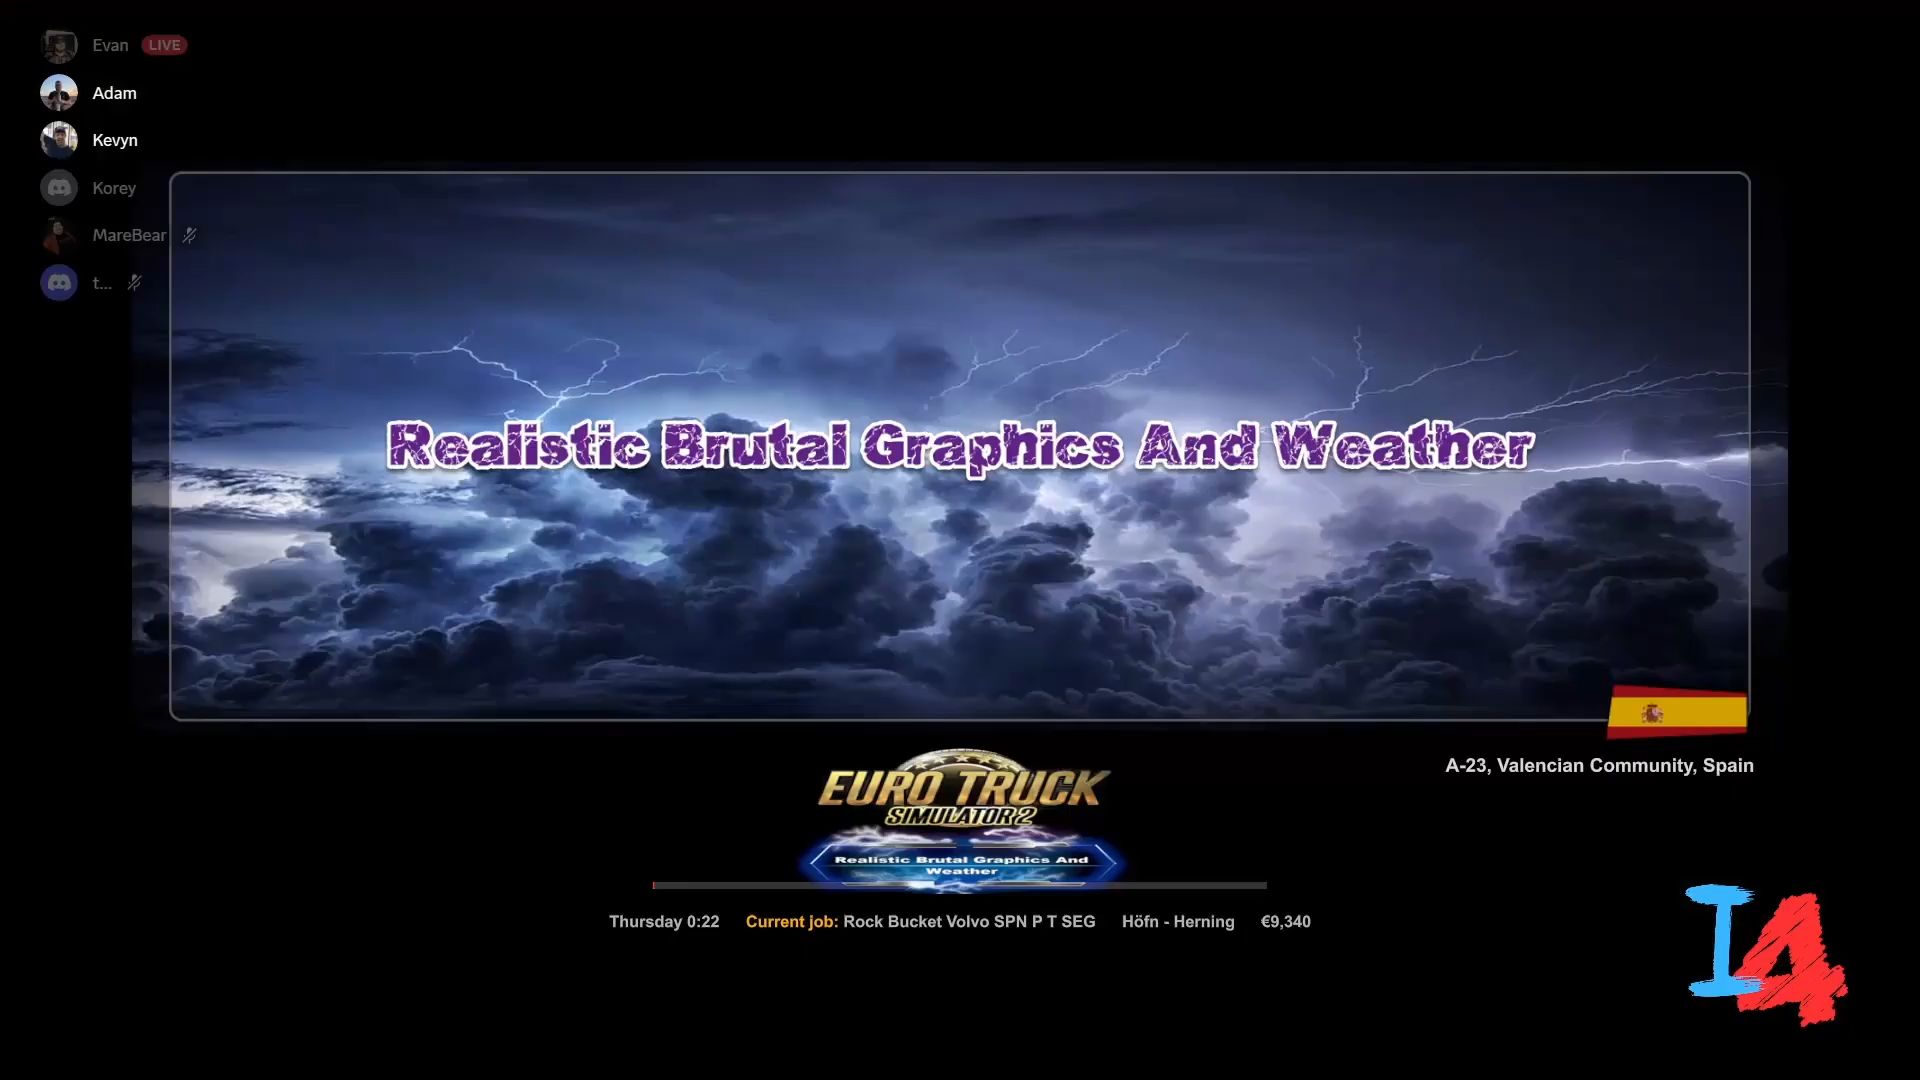 Evan LIVE
Adam
Kevyn
Korey
MareBear
t...
Realistic Brutal Graphics And Weather
A-23, Valencian Community, Spain
EURO TRUCK
SIMULATOR 2
Realistic Brutal Graphics And
Weather
Thursday 0:22 Current job: Rock Bucket Volvo SPN P T SEG Höfn - Herning €9,340
I4